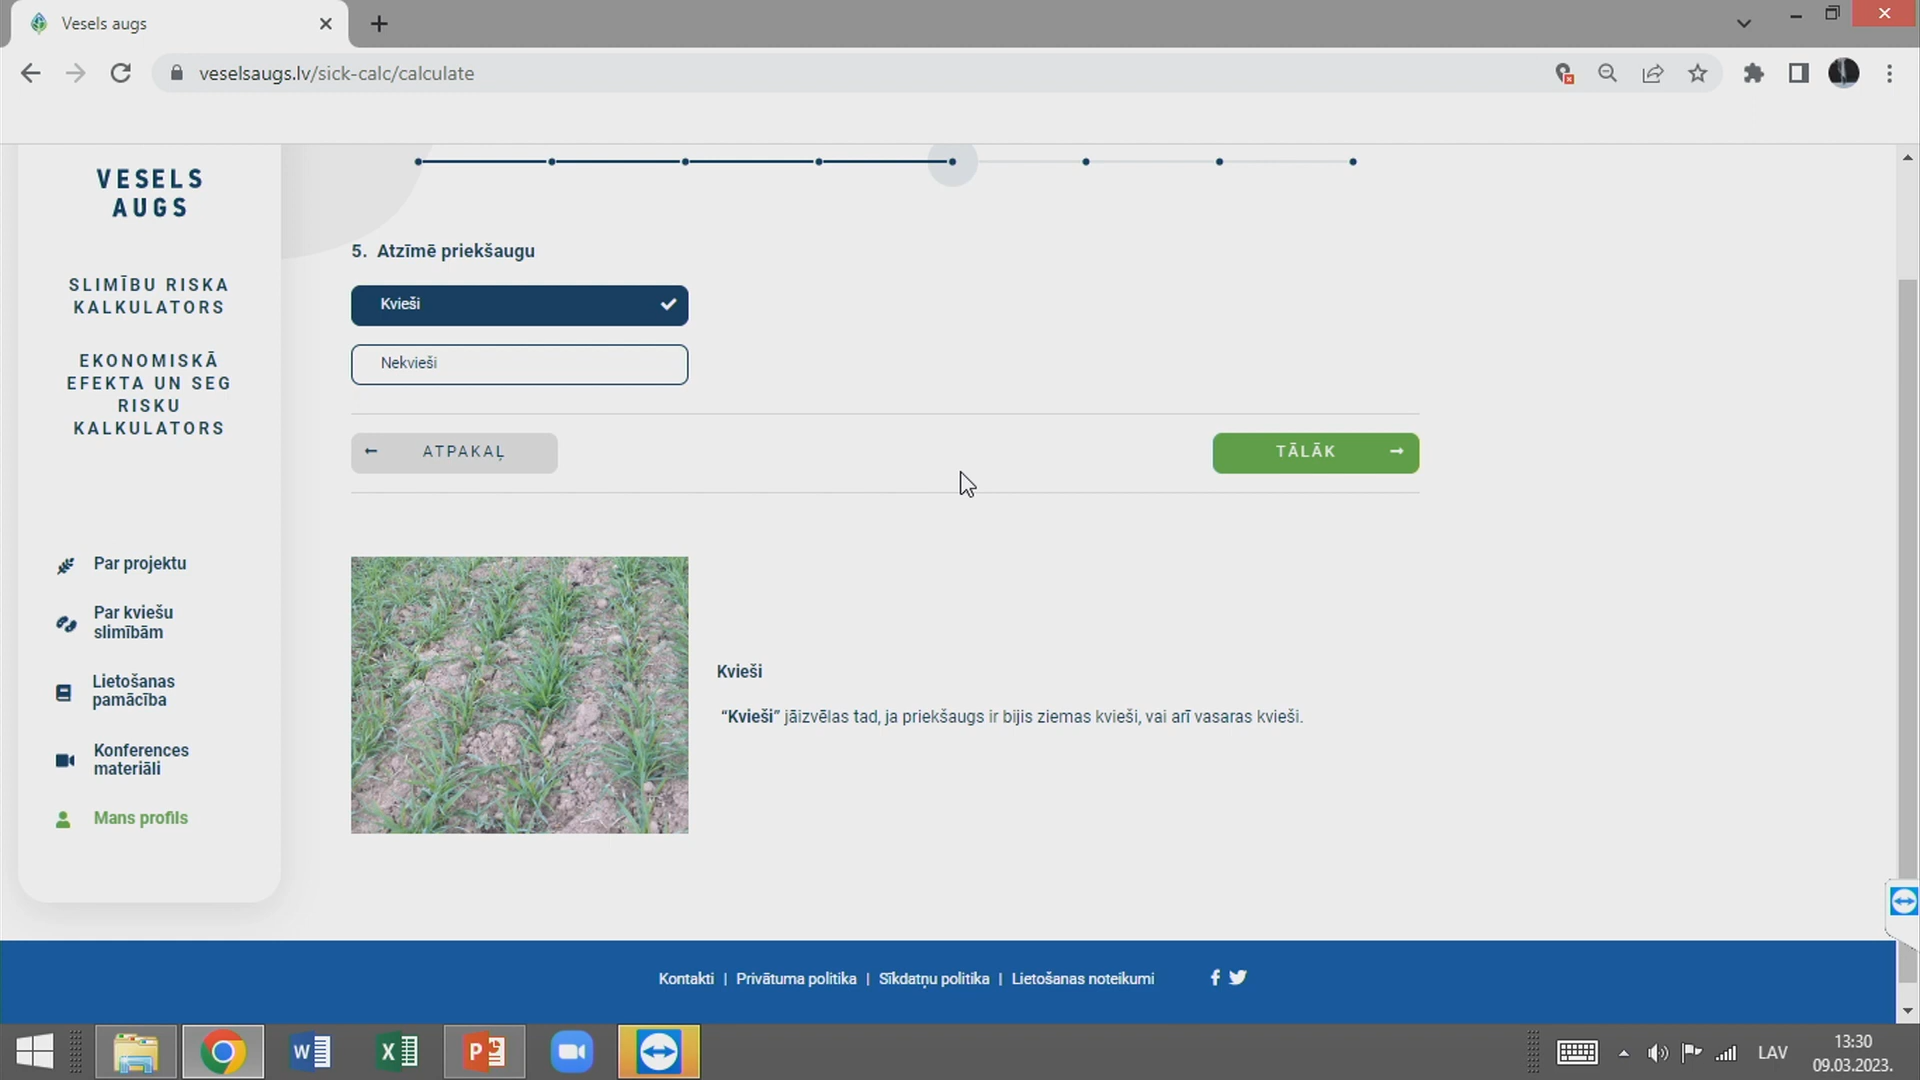 Vesels augs
veselsaugs.lv/sick-calc/calculate
VESELS
AUGS
SLIMĪBU RISKA
KALKULATORS
EKONOMISKĀ
EFEKTA UN SEG
RISKU
KALKULATORS
Par projektu
Par kviešu
slimībām
Lietošanas
pamācība
Konferences
materiāli
Mans profils
5. Atzīmē priekšaugu
Kvieši
Nekvieši
ATPAKAĻ
TĀLĀK
Kvieši
“Kvieši” jāizvēlas tad, ja priekšaugs ir bijis ziemas kvieši, vai arī vasaras kvieši.
Kontakti | Privātuma politika | Sīkdatņu politika | Lietošanas noteikumi
LAV
13:30
09.03.2023.